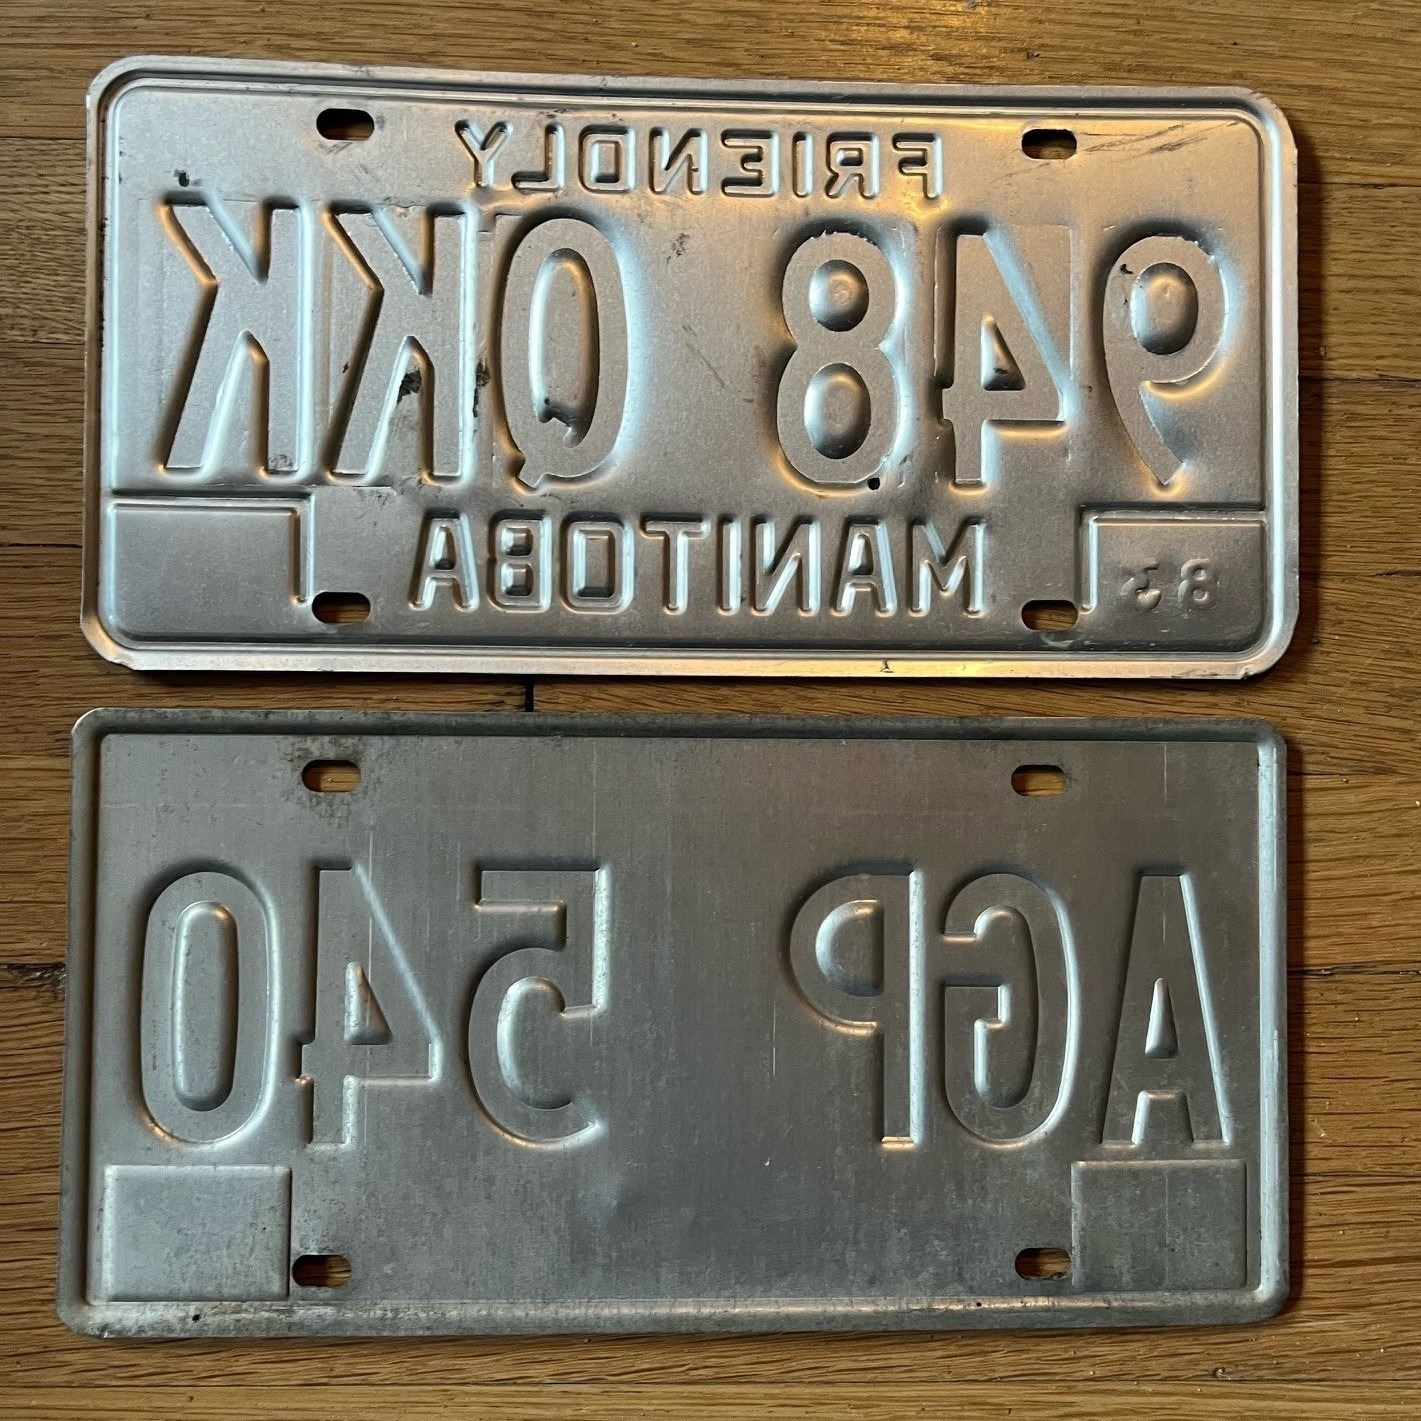 FRIENDLY
948 QKK
MANITOBA
83
AGP 540